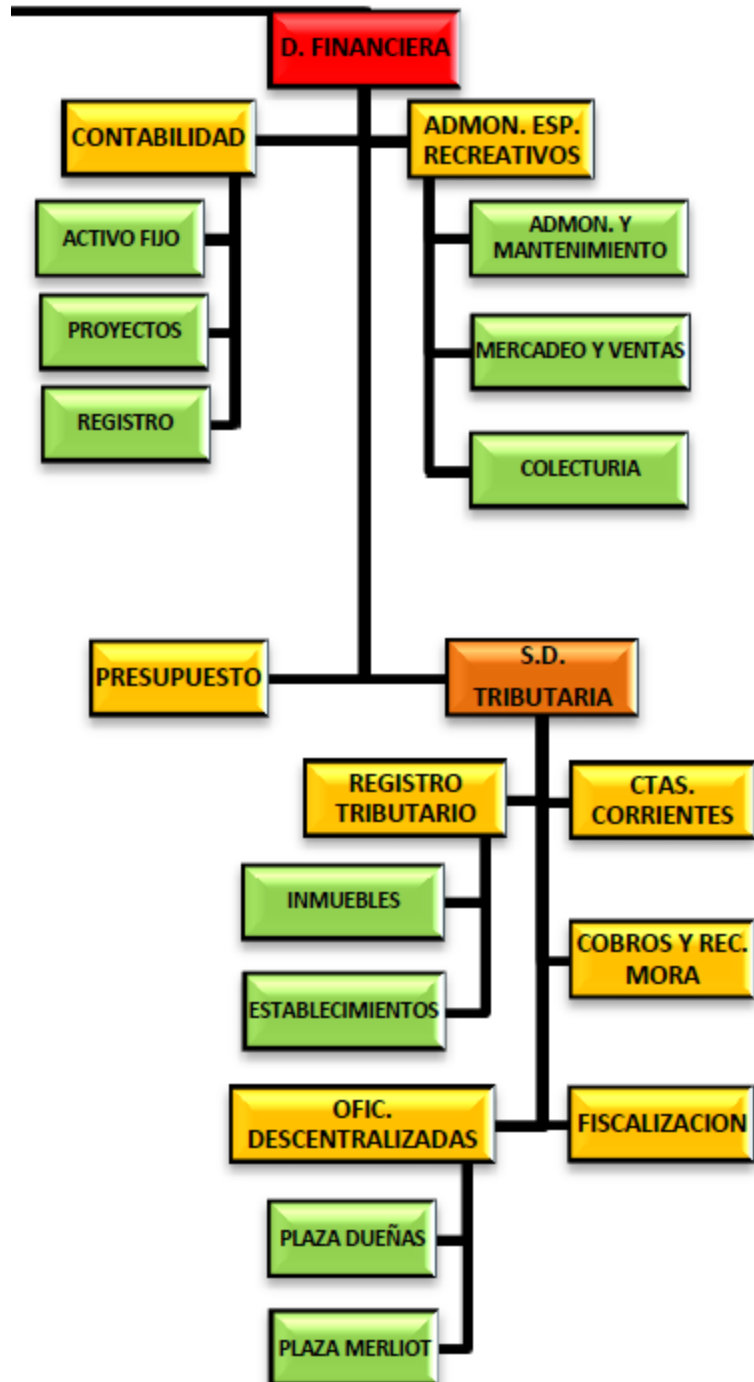 D. FINANCIERA
CONTABILIDAD
ADMON. ESP.
RECREATIVOS
ACTIVO FIJO
PROYECTOS
REGISTRO
ADMON. Y
MANTENIMIENTO
MERCADEO Y VENTAS
COLECTURIA
PRESUPUESTO
S.D.
TRIBUTARIA
REGISTRO
TRIBUTARIO
INMUEBLES
ESTABLECIMIENTOS
CTAS.
CORRIENTES
COBROS Y REC.
MORA
OFIC.
DESCENTRALIZADAS
FISCALIZACION
PLAZA DUEÑAS
PLAZA MERLIOT